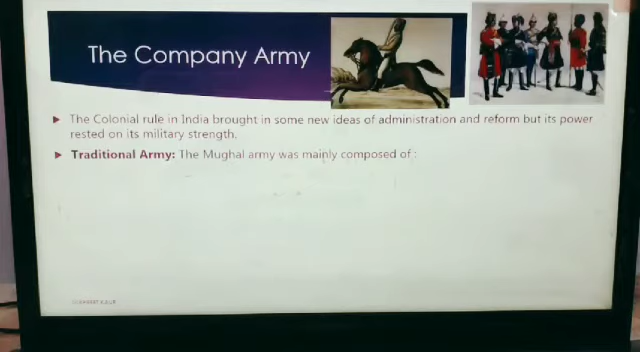 The Company Army
The Colonial rule in India brought in some new ideas of administration and reform but its power
rested on its military strength.
Traditional Army: The Mughal army was mainly composed of :